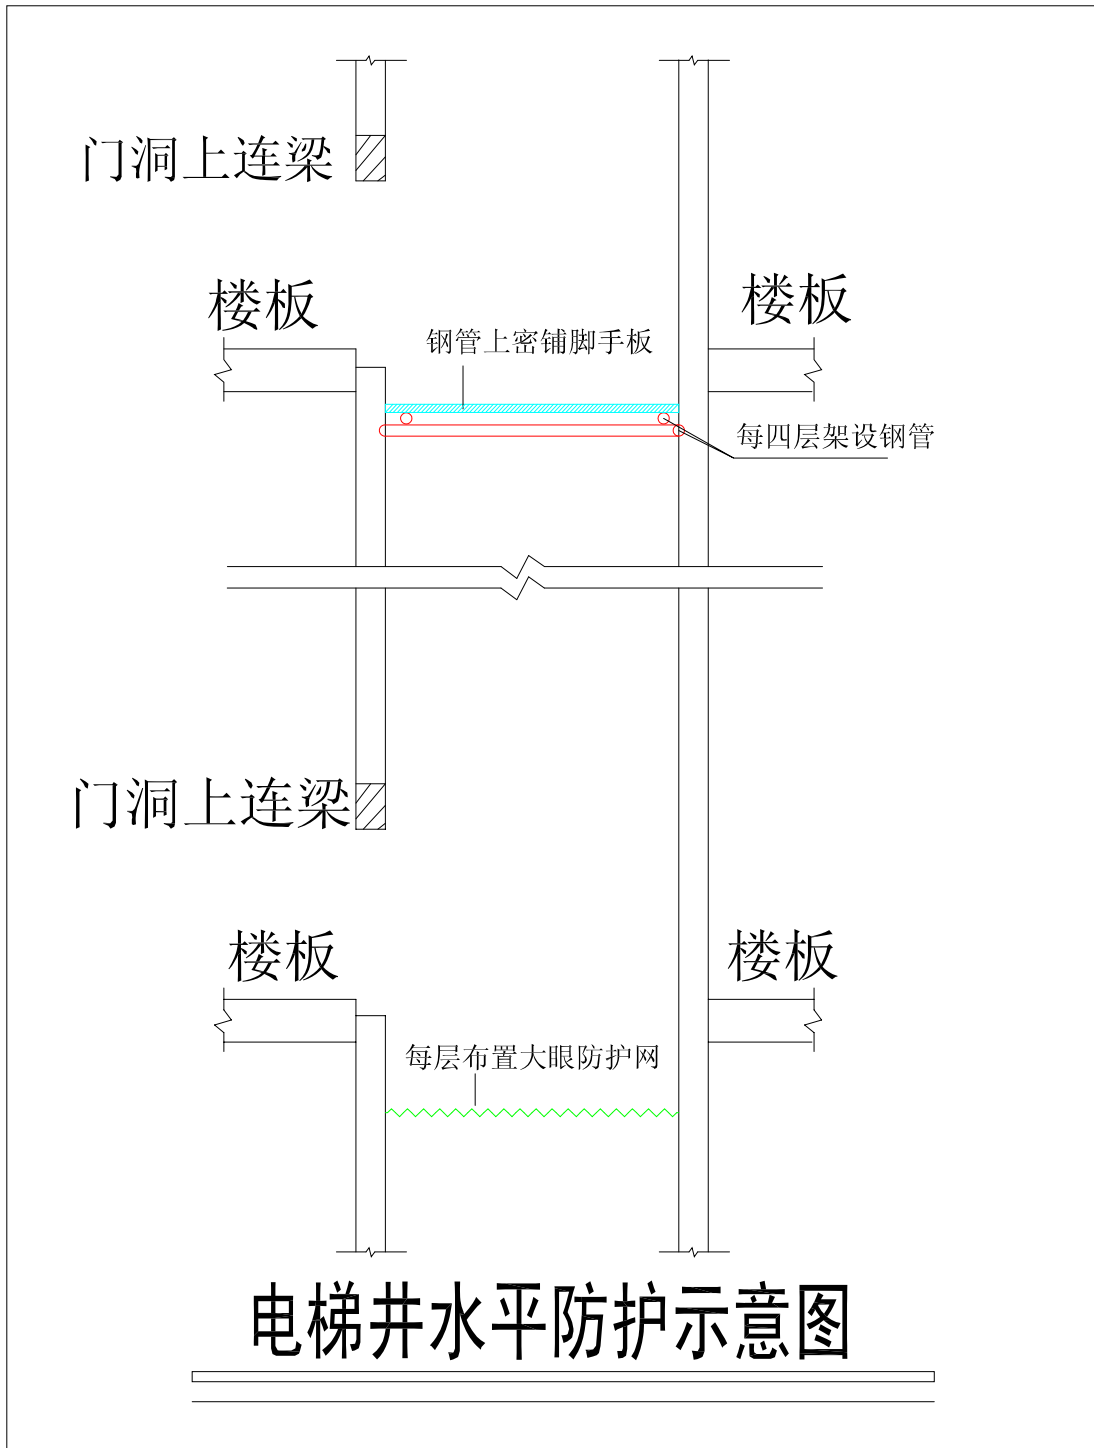 门洞上连梁
楼板
楼板
钢管上密铺脚手板
每四层架设钢管
门洞上连梁
楼板
楼板
每层布置大眼防护网
电梯井水平防护示意图